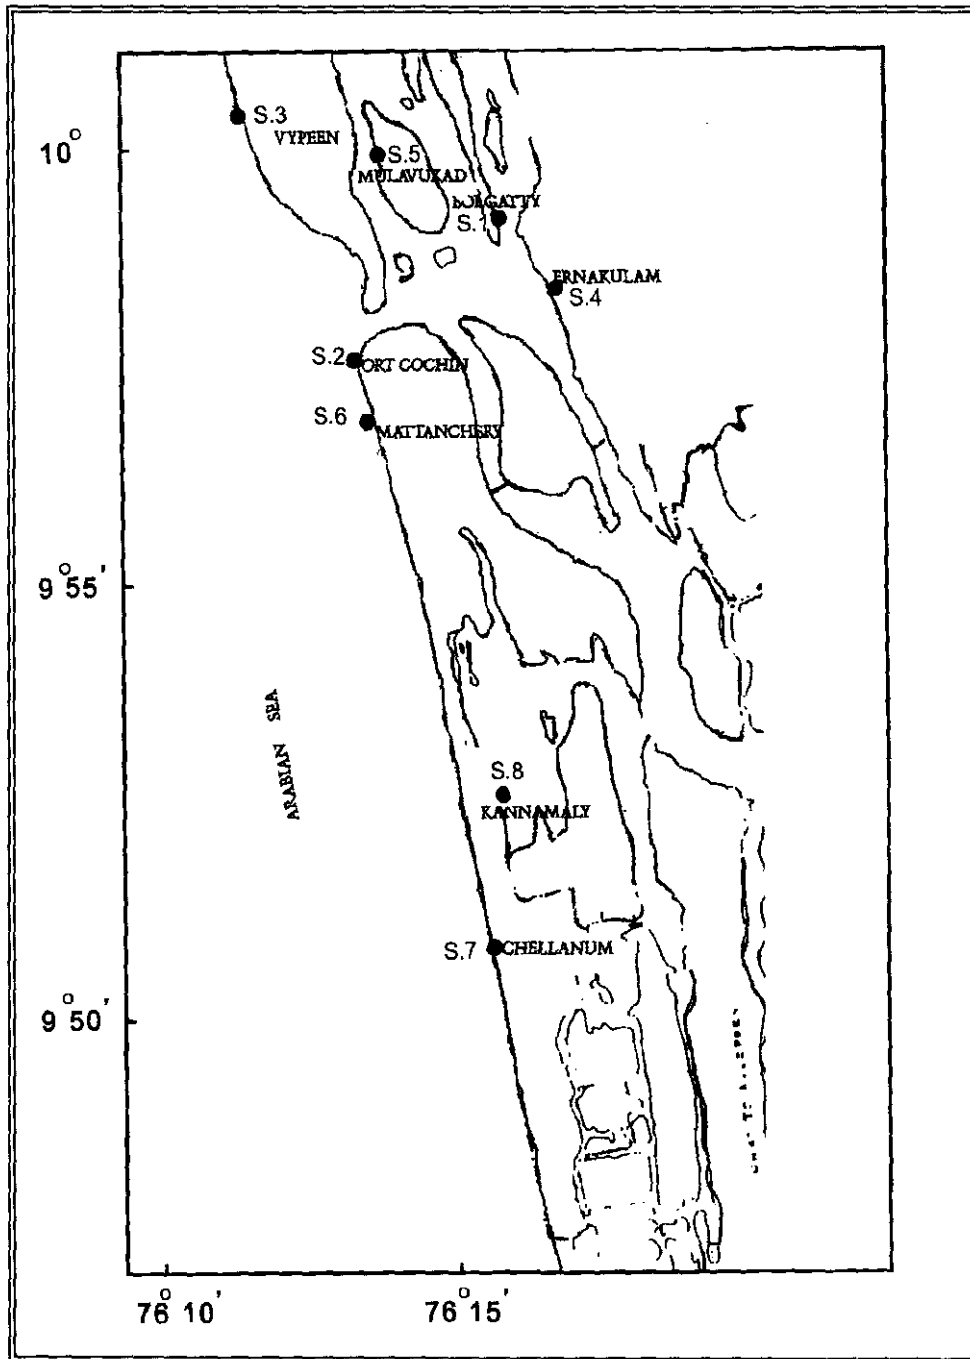 S.3
VYPEEN
10°
S.5
MULAVUKAD
BOLGATTY
S.1
ERNAKULAM
S.4
S.2
ORT COCHIN
S.6
MATTANCHERY
9° 55'
ARABIAN SEA
S.8
KANNAMALY
S.7
CHELLANUM
9° 50'
76° 10'
76° 15'